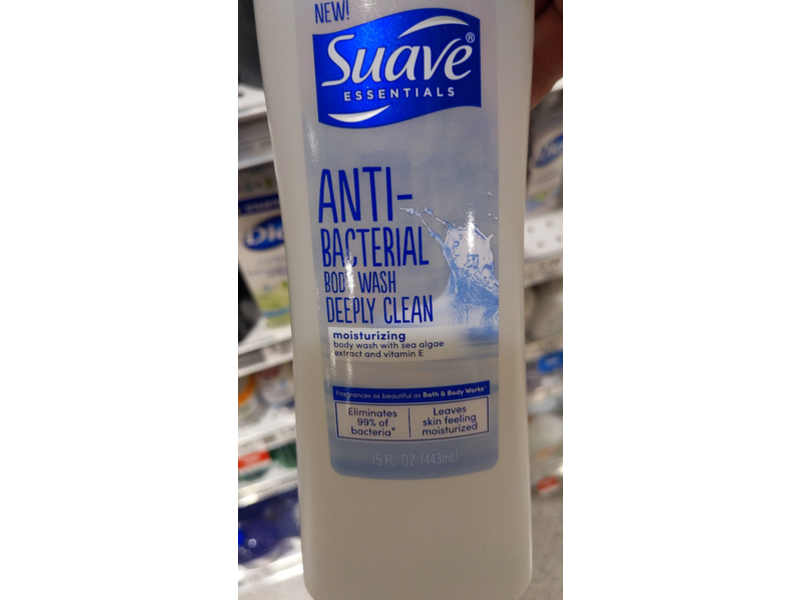 NEW!
Suave®
ESSENTIALS
ANTI-
BACTERIAL
BODY WASH
DEEPLY CLEAN
moisturizing
body wash with sea algae
extract and vitamin E
Fragrances as beautiful as Bath & Body Works*
Eliminates
99% of
bacteria*
Leaves
skin feeling
moisturized
15 FL OZ (443mL)